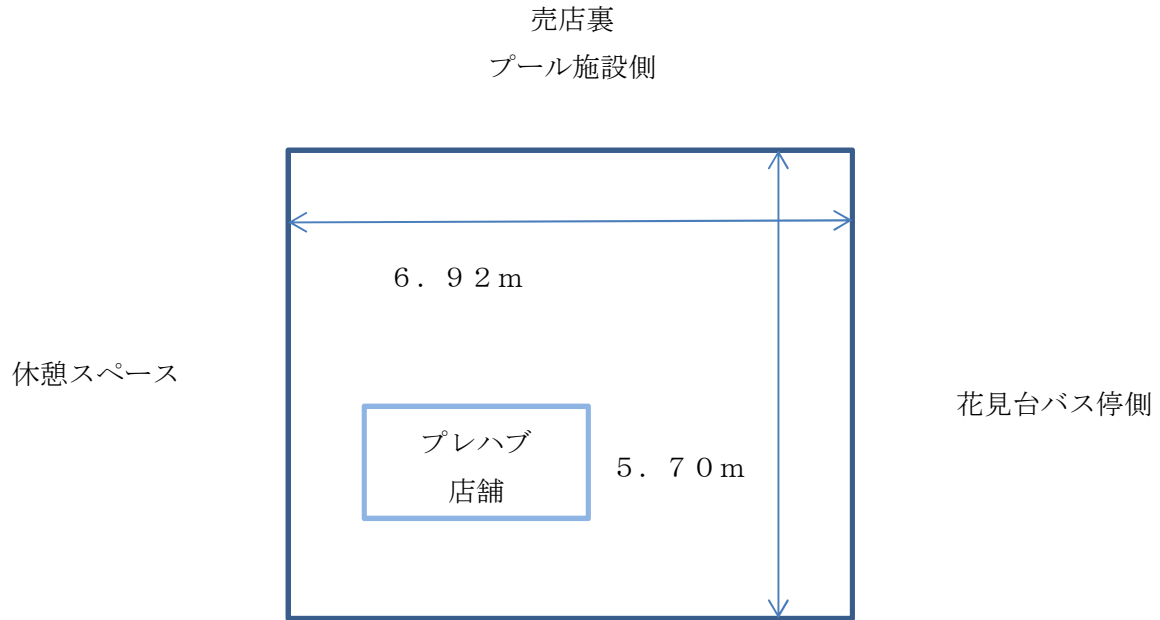 売店裏
プール施設側
6.92m
休憩スペース
花見台バス停側
プレハブ
店舗
5.70m